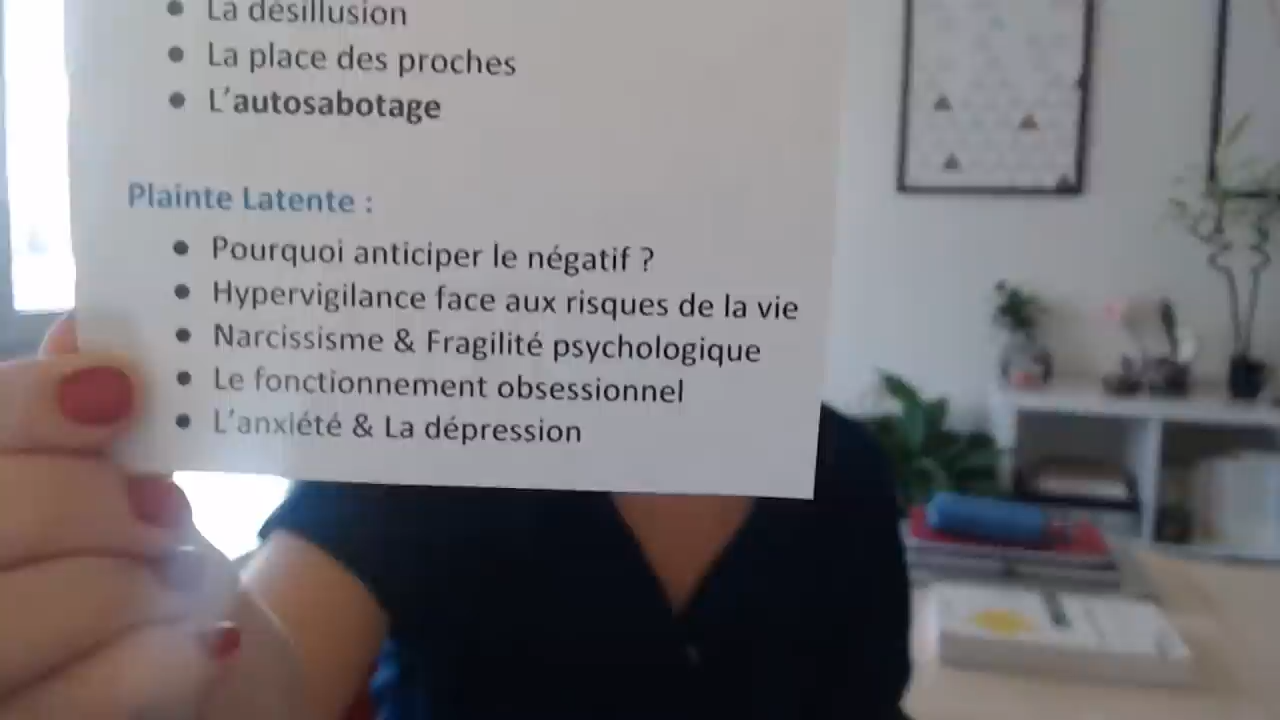 • La désillusion
• La place des proches
• L'autosabotage
Plainte Latente :
• Pourquoi anticiper le négatif ?
• Hypervigilance face aux risques de la vie
• Narcissisme & Fragilité psychologique
• Le fonctionnement obsessionnel
• L'anxiété & La dépression